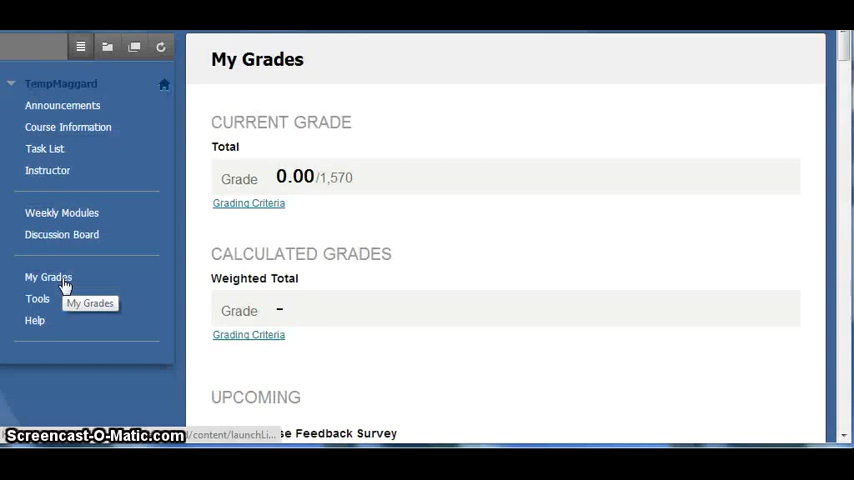 TempMaggard
Announcements
Course Information
Task List
Instructor
Weekly Modules
Discussion Board
My Grades
Tools
My Grades
Help
My Grades
CURRENT GRADE
Total
Grade 0.00/1,570
Grading Criteria
CALCULATED GRADES
Weighted Total
Grade -
Grading Criteria
UPCOMING
se Feedback Survey
Screencast-O-Matic.com
d/content/launchLi...